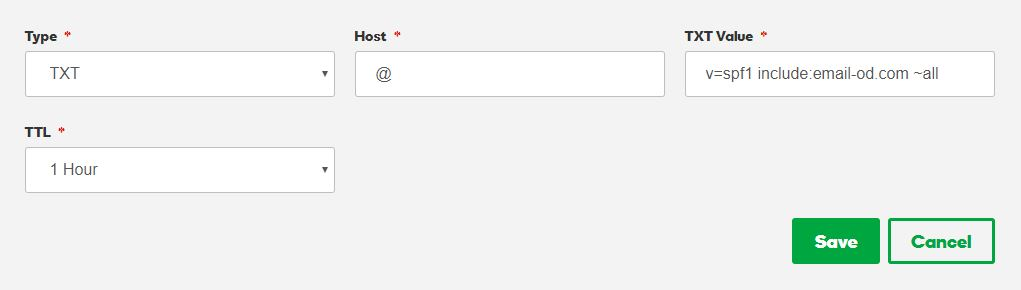 Type * Host * TXT Value *
TXT @ v=spf1 include:email-od.com ~all
TTL *
1 Hour
Save Cancel